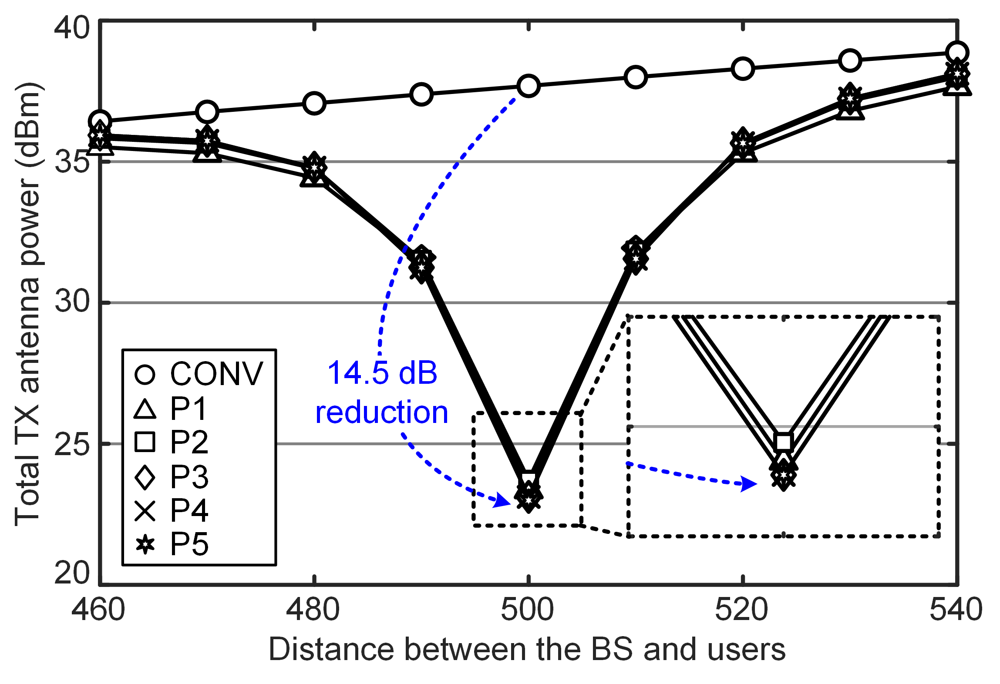 40
35
30
25
20
Total TX antenna power (dBm)
14.5 dB
reduction
CONV
P1
P2
P3
P4
P5
460 480 500 520 540
Distance between the BS and users